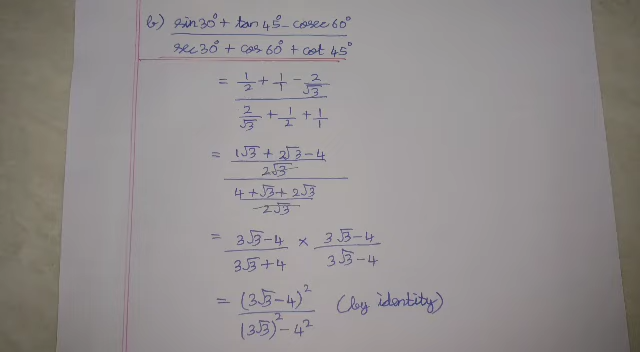 b) sin30° + tan 45° - cosec60°
sec30° + cos 60° + cot 45°
= 1/2 + 1/1 - 2/√3
2/√3 + 1/2 + 1/1
= 1√3 + 2√3 - 4
2√3
4 + √3 + 2√3
2√3
= 3√3-4 / 3√3+4 × 3√3-4 / 3√3-4
= (3√3-4)² / (3√3)² - 4² (by identity)